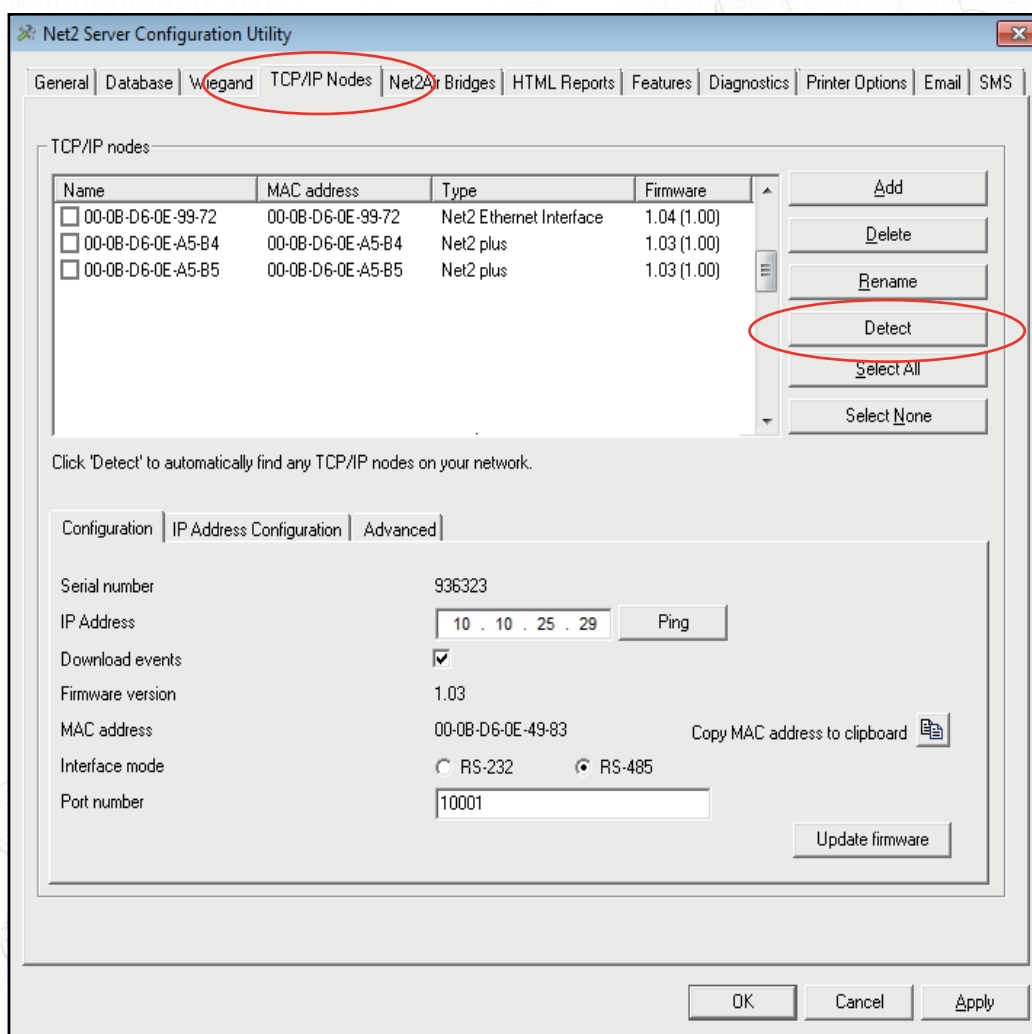 Net2 Server Configuration Utility
General Database Wiegand TCP/IP Nodes Net2Air Bridges HTML Reports Features Diagnostics Printer Options Email SMS
TCP/IP nodes
Name MAC address Type Firmware
00-0B-D6-0E-99-72 00-0B-D6-0E-99-72 Net2 Ethernet Interface 1.04 (1.00)
00-0B-D6-0E-A5-B4 00-0B-D6-0E-A5-B4 Net2 plus 1.03 (1.00)
00-0B-D6-0E-A5-B5 00-0B-D6-0E-A5-B5 Net2 plus 1.03 (1.00)
Add
Delete
Rename
Detect
Select All
Select None
Click 'Detect' to automatically find any TCP/IP nodes on your network.
Configuration IP Address Configuration Advanced
Serial number 936323
IP Address 10 . 10 . 25 . 29 Ping
Download events
Firmware version 1.03
MAC address 00-0B-D6-0E-49-83 Copy MAC address to clipboard
Interface mode RS-232 RS-485
Port number 10001
Update firmware
OK Cancel Apply